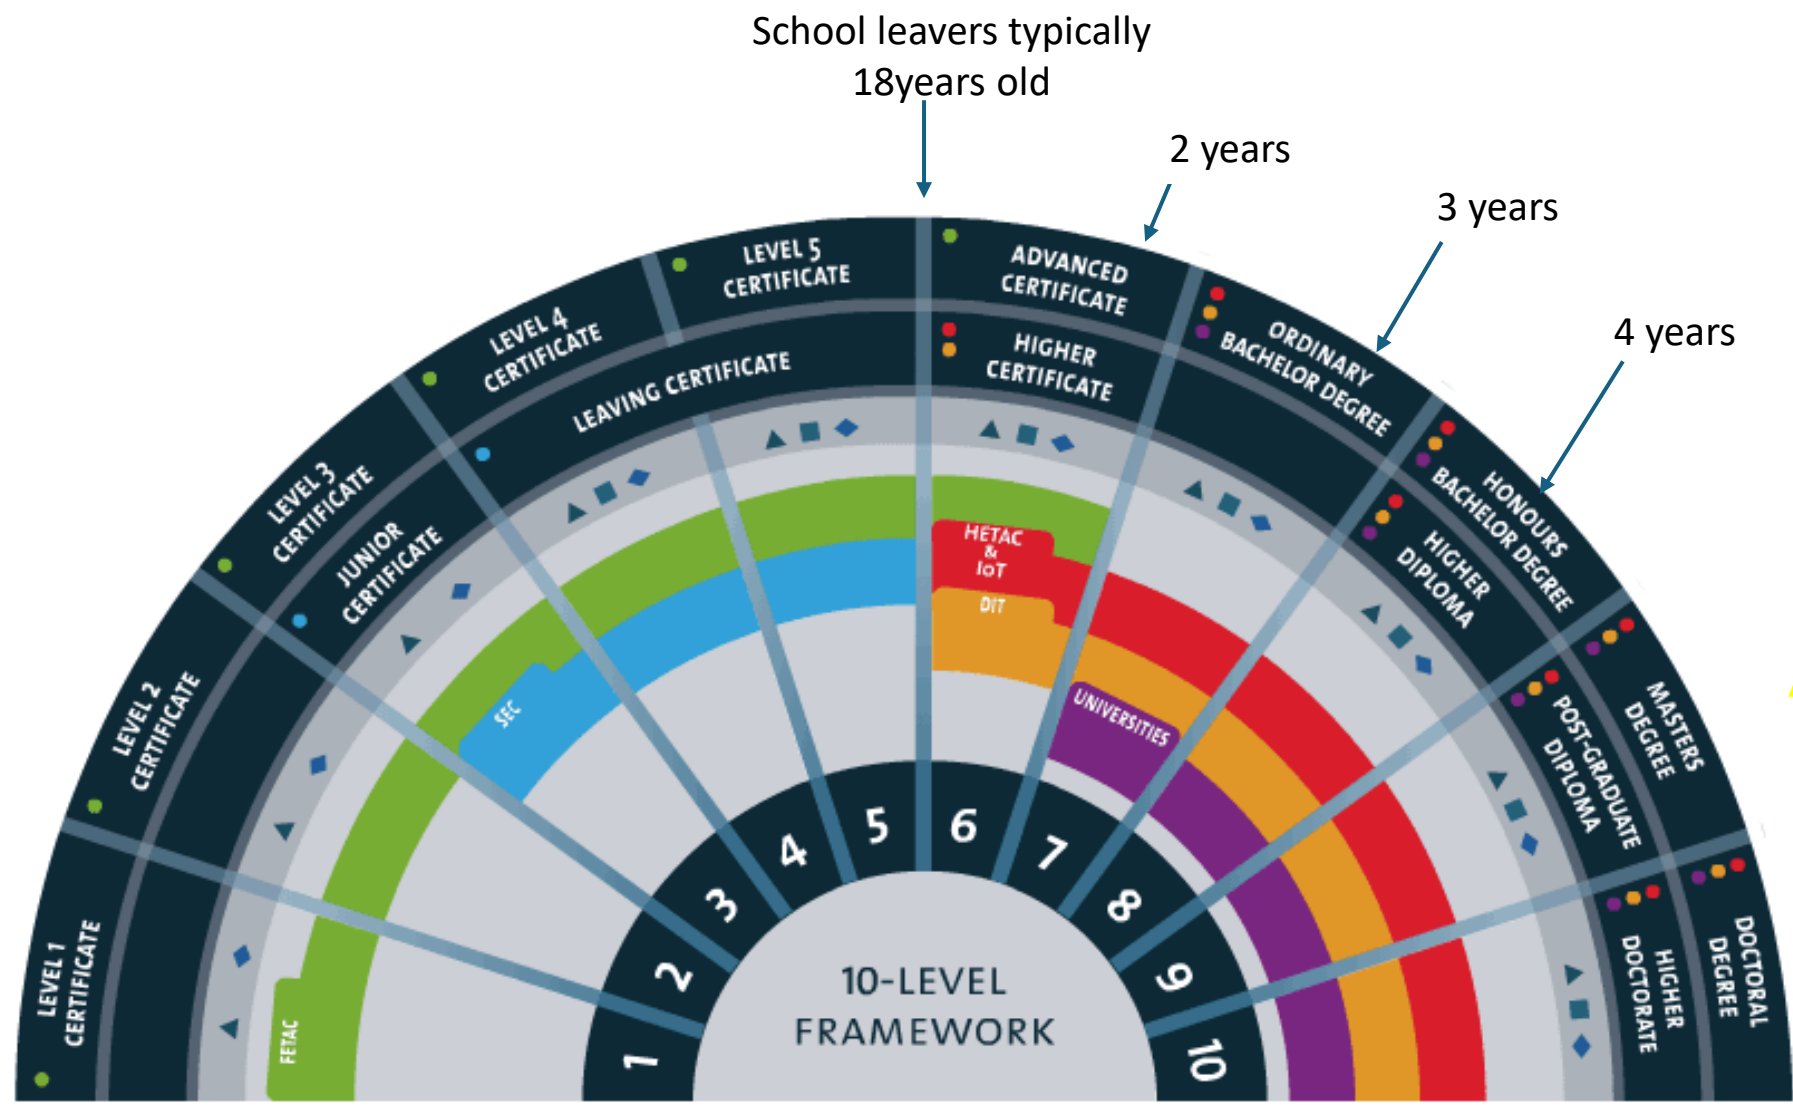 School leavers typically
18years old
2 years
3 years
4 years
LEVEL 1
CERTIFICATE
LEVEL 2
CERTIFICATE
LEVEL 3
CERTIFICATE
LEVEL 4
CERTIFICATE
LEVEL 5
CERTIFICATE
ADVANCED
CERTIFICATE
ORDINARY
BACHELOR DEGREE
HONOURS
BACHELOR DEGREE
MASTERS
DEGREE
DOCTORAL
DEGREE
JUNIOR
CERTIFICATE
LEAVING CERTIFICATE
HIGHER
CERTIFICATE
HIGHER
DIPLOMA
POST-GRADUATE
DIPLOMA
HIGHER
DOCTORATE
FETAC
SEC
HETAC
&
IoT
DIT
UNIVERSITIES
1
2
3
4
5
6
7
8
9
10
10-LEVEL
FRAMEWORK